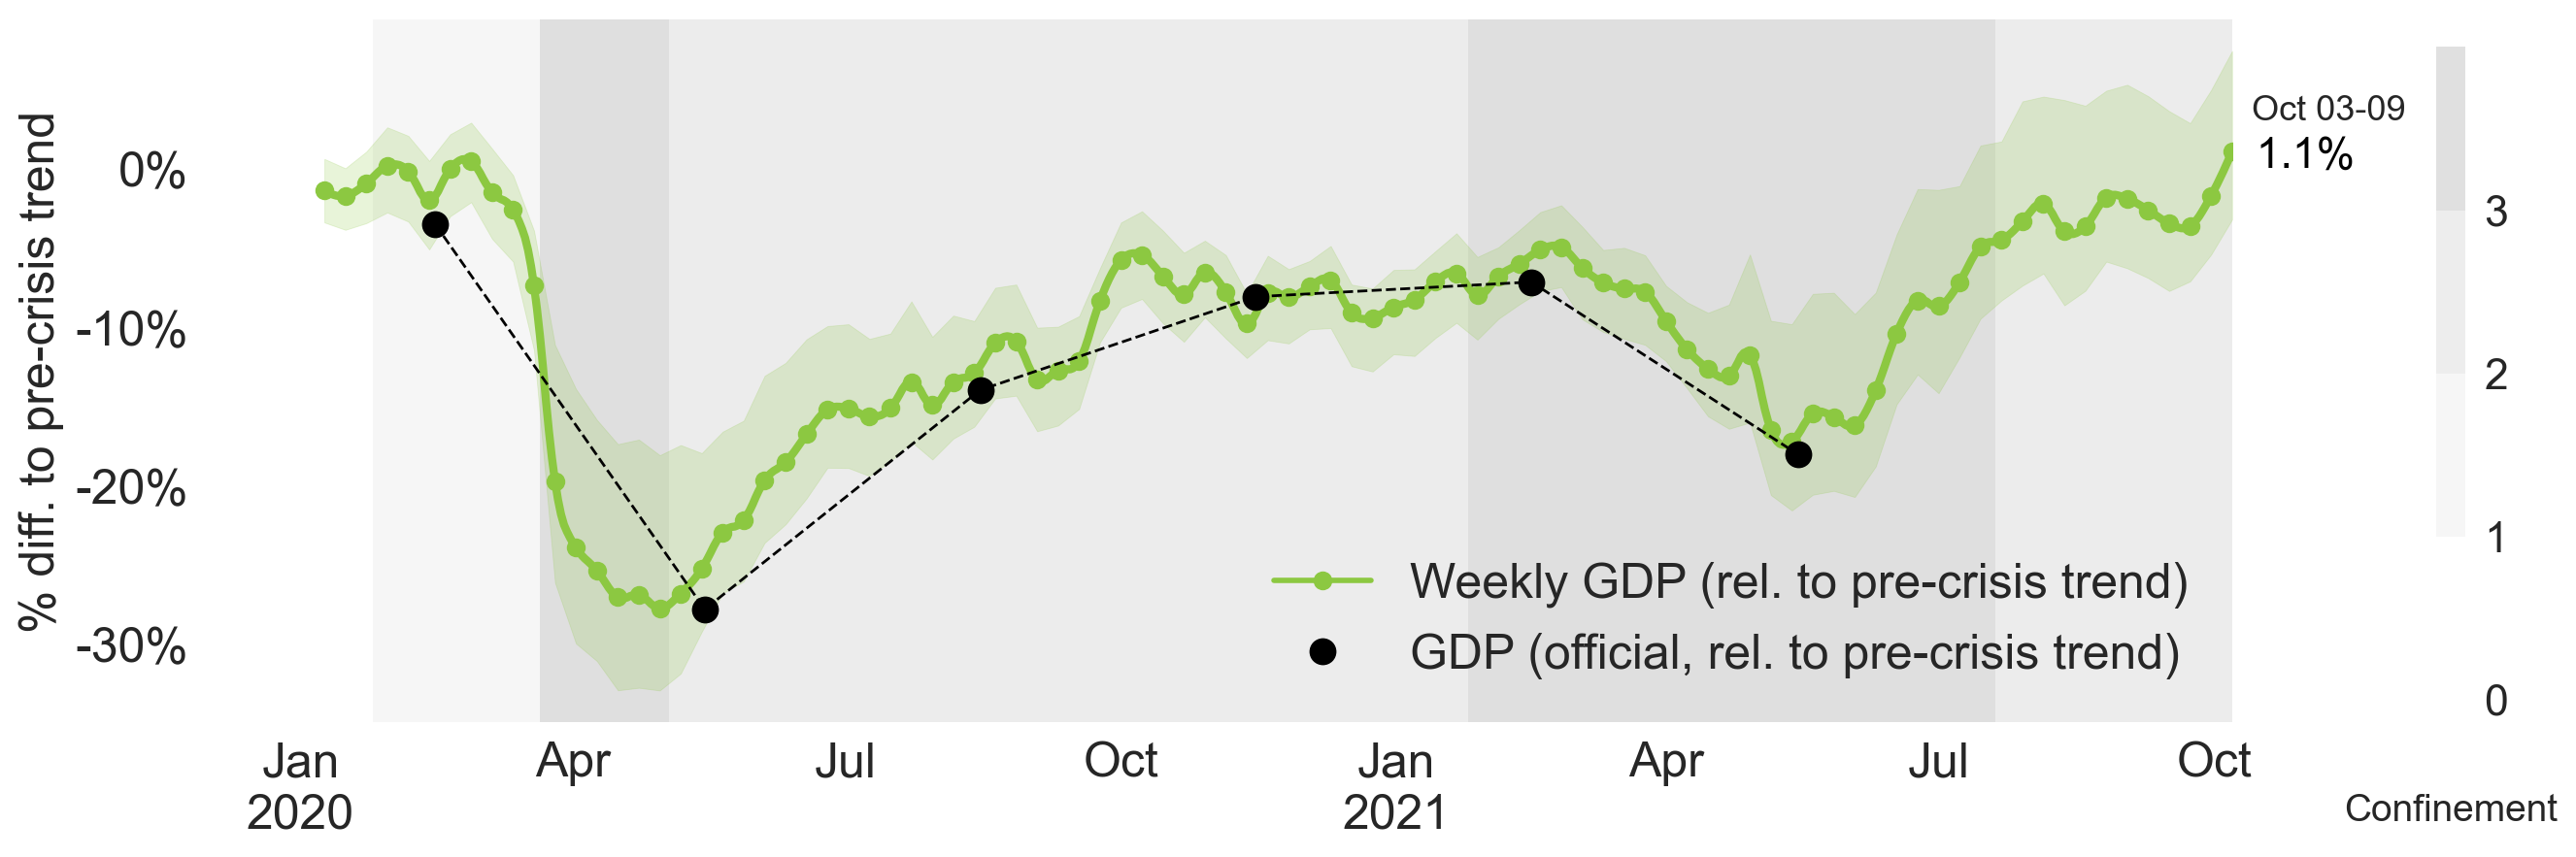 % diff. to pre-crisis trend
0%
-10%
-20%
-30%
Oct 03-09
1.1%
Weekly GDP (rel. to pre-crisis trend)
GDP (official, rel. to pre-crisis trend)
Jan Apr Jul Oct Jan Apr Jul Oct
2020 2021
3
2
1
0
Confinement